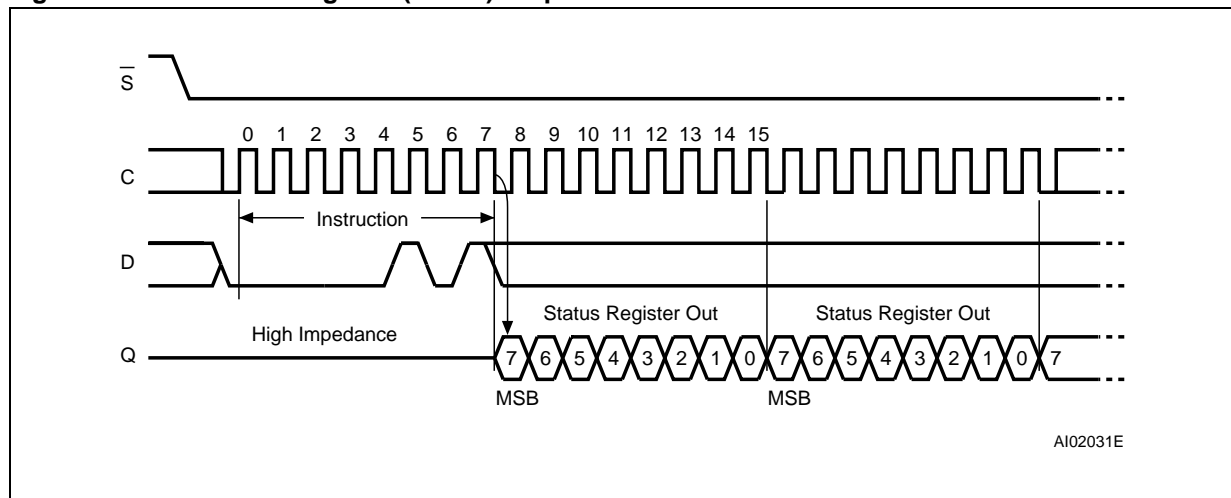 S
0 1 2 3 4 5 6 7 8 9 10 11 12 13 14 15
C
Instruction
D
Status Register Out Status Register Out
High Impedance
Q 7 6 5 4 3 2 1 0 7 6 5 4 3 2 1 0 7
MSB MSB
AI02031E